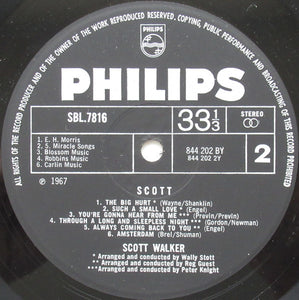 ALL RIGHTS OF THE RECORD PRODUCER AND OF THE OWNER OF THE WORK REPRODUCED RESERVED. COPYING, PUBLIC PERFORMANCE AND BROADCASTING OF THIS RECORD PROHIBITED
PHILIPS
PHILIPS
SBL.7816
33 1/3
STEREO
1. E. H. Morris
2. 5. Miracle Songs
3. Blossom Music
4. Robbins Music
6. Carlin Music
844 202 BY
844 202 2Y
2
℗ 1967
SCOTT
1. THE BIG HURT * (Wayne/Shanklin)
2. SUCH A SMALL LOVE * (Engel)
3. YOU'RE GONNA HEAR FROM ME *** (Previn/Previn)
4. THROUGH A LONG AND SLEEPLESS NIGHT *** (Gordon/Newman)
5. ALWAYS COMING BACK TO YOU ** (Engel)
6. AMSTERDAM (Brel/Shuman)
SCOTT WALKER
* Arranged and conducted by Wally Stott
** Arranged and conducted by Reg Guest
*** Arranged and conducted by Peter Knight